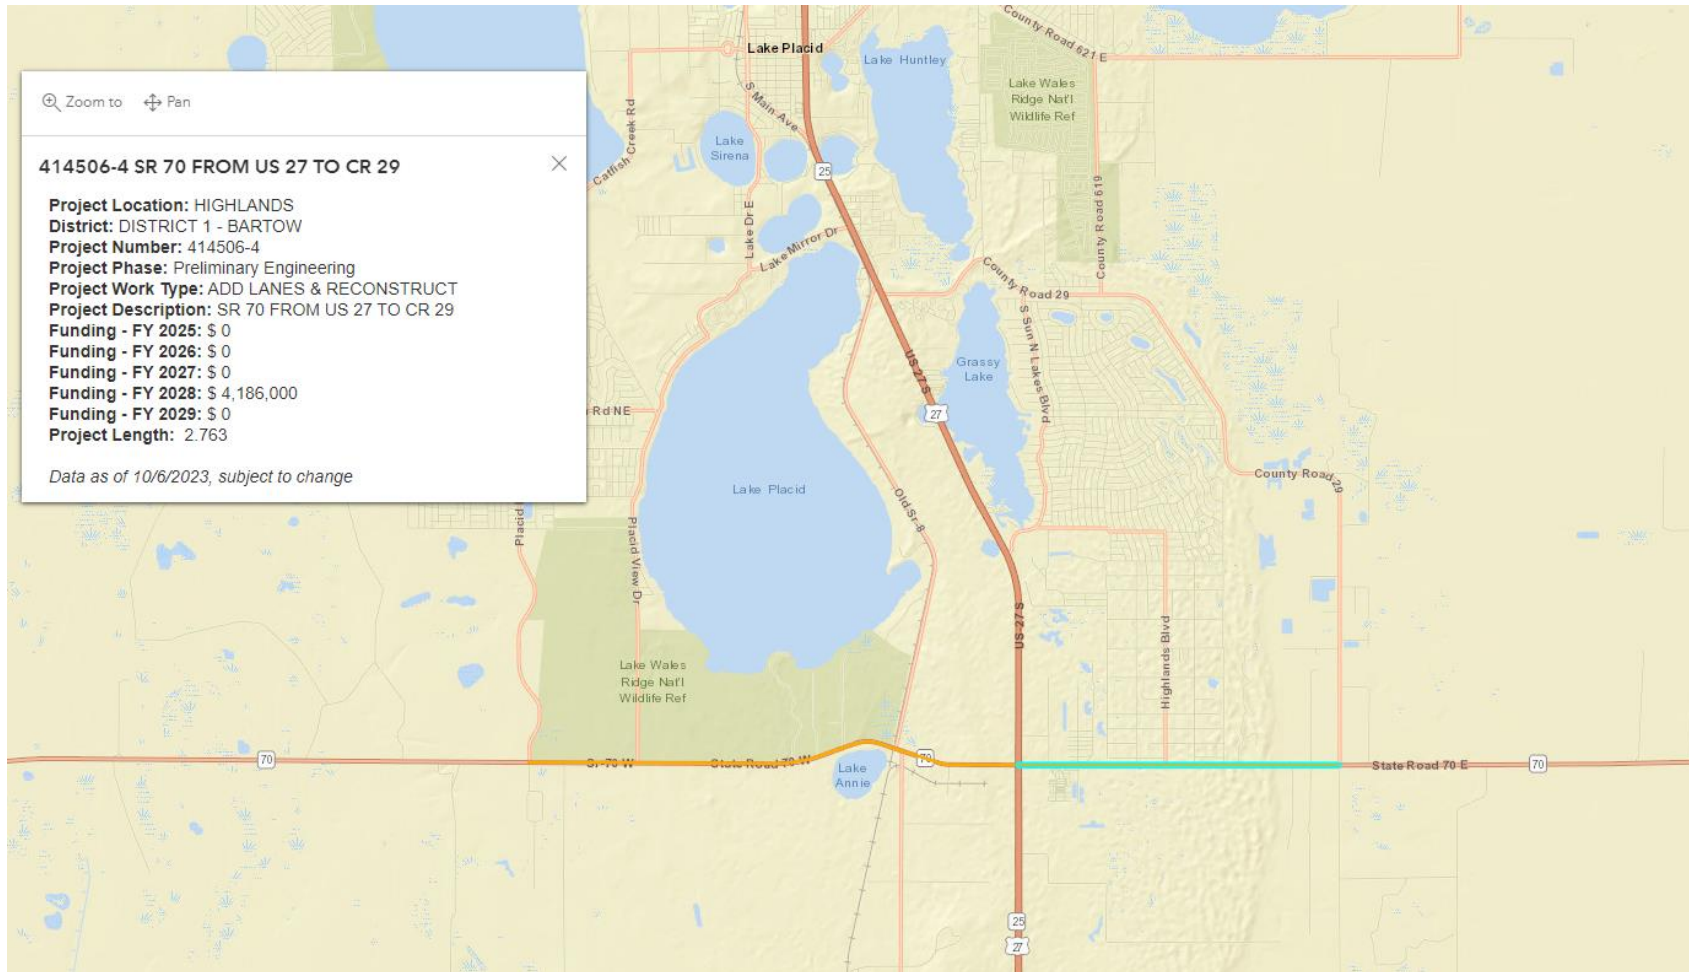 Zoom to
Pan
414506-4 SR 70 FROM US 27 TO CR 29
Project Location: HIGHLANDS
District: DISTRICT 1 - BARTOW
Project Number: 414506-4
Project Phase: Preliminary Engineering
Project Work Type: ADD LANES & RECONSTRUCT
Project Description: SR 70 FROM US 27 TO CR 29
Funding - FY 2025: $ 0
Funding - FY 2026: $ 0
Funding - FY 2027: $ 0
Funding - FY 2028: $ 4,186,000
Funding - FY 2029: $ 0
Project Length: 2.763
Data as of 10/6/2023, subject to change
Lake Placid
Lake Huntley
County Road 621 E
Lake Wales
Ridge Nat'l
Wildlife Ref
S Main Ave
Catfish Creek Rd
Lake
Sirena
25
Lake Dr E
Lake Mirror Dr
County Road 619
County Road 29
S Sun N Lakes Blvd
US 27 S
Grassy
Lake
Rd NE
27
County Road 29
Lake Placid
Old Sr 8
Placid
Placid View Dr
US 27 S
Highlands Blvd
Lake Wales
Ridge Nat'l
Wildlife Ref
70
Sr 70 W
State Road 70 W
70
Lake
Annie
State Road 70 E
70
25
27